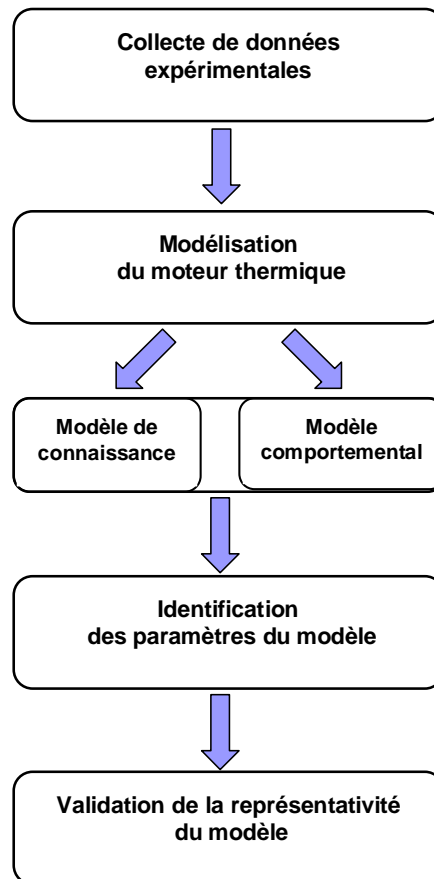 Collecte de données
expérimentales
Modélisation
du moteur thermique
Modèle de
connaissance
Modèle
comportemental
Identification
des paramètres du modèle
Validation de la représentativité
du modèle